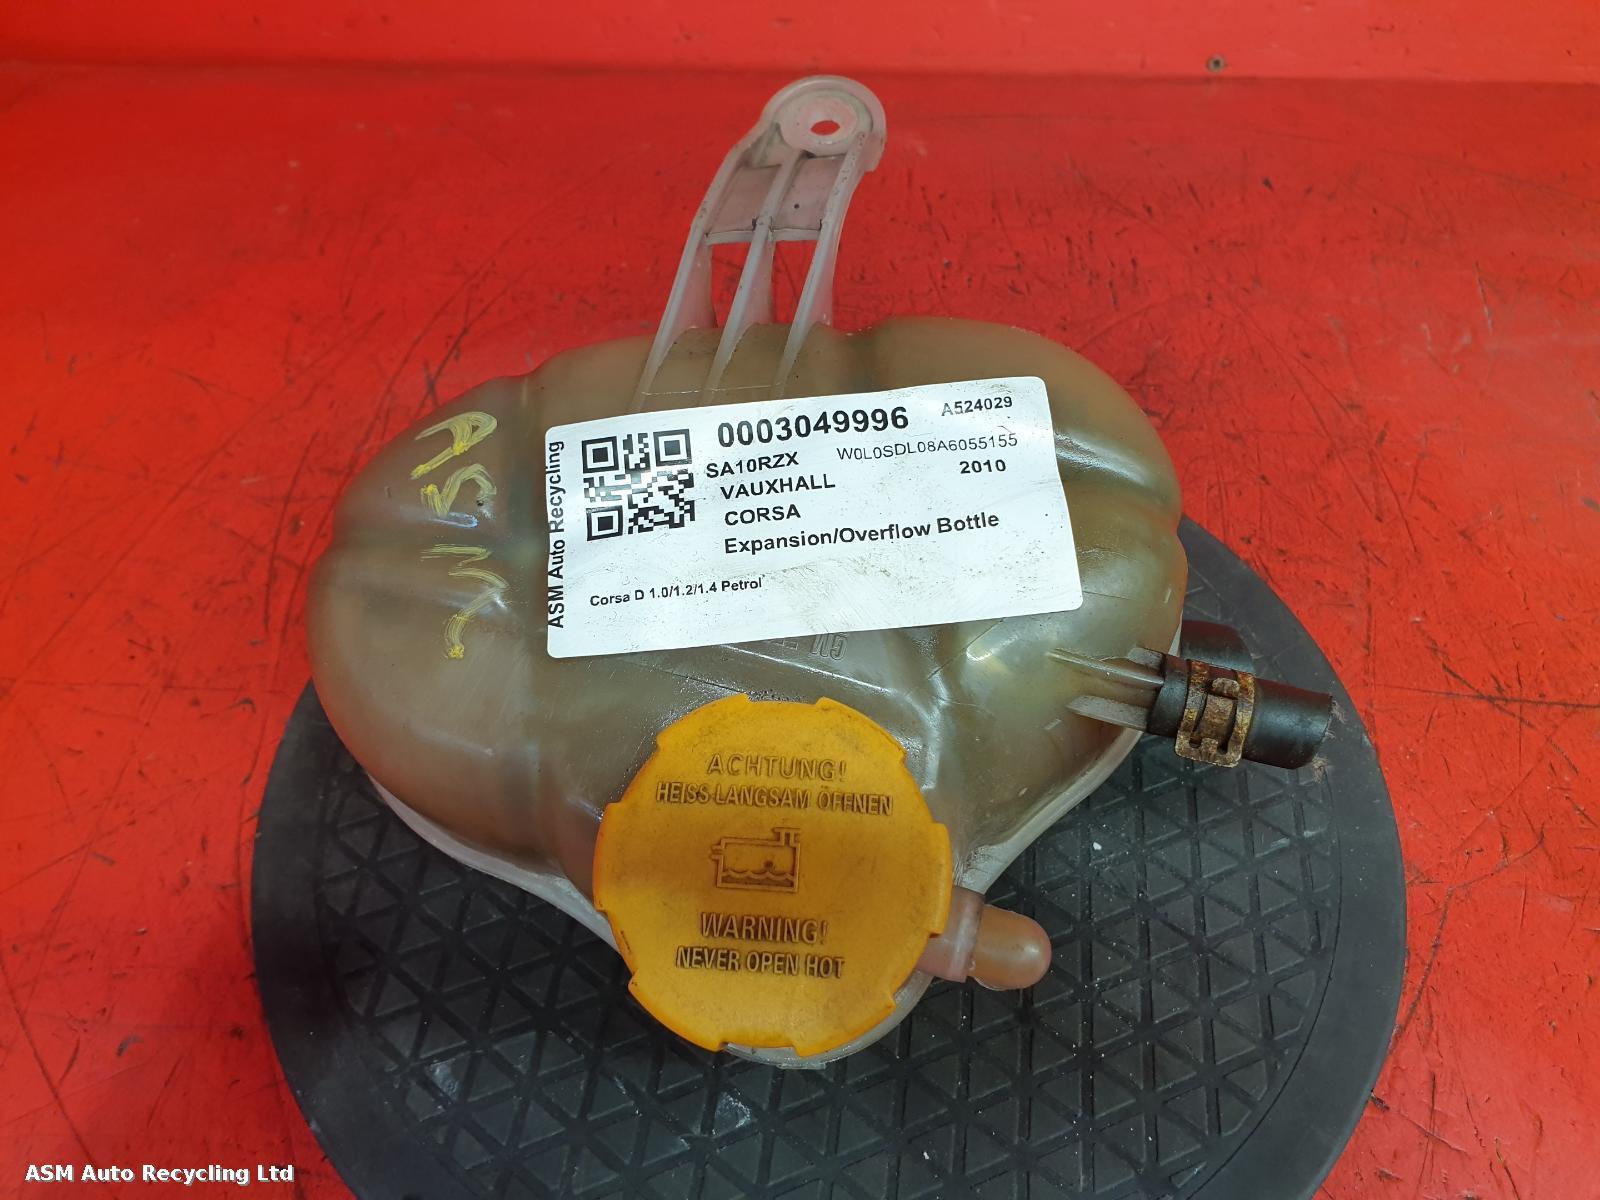 0003049996 A524029
SA10RZX W0L0SDL08A6055155
VAUXHALL 2010
CORSA
Expansion/Overflow Bottle
Corsa D 1.0/1.2/1.4 Petrol
ASM Auto Recycling
GM
ACHTUNG!
HEISS-LANGSAM ÖFFNEN
WARNING!
NEVER OPEN HOT
ASM Auto Recycling Ltd